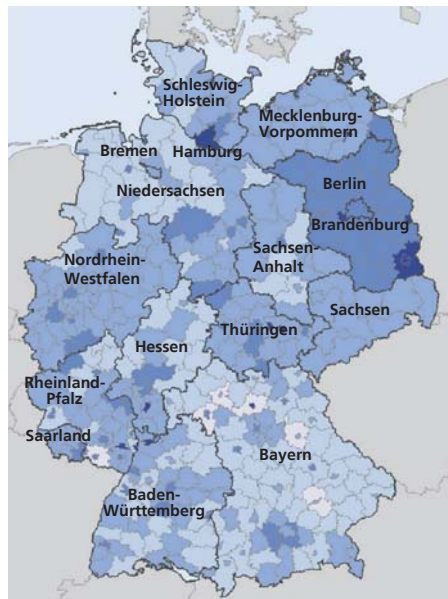 Schleswig-
Holstein
Mecklenburg-
Vorpommern
Bremen
Hamburg
Niedersachsen
Berlin
Brandenburg
Nordrhein-
Westfalen
Sachsen-
Anhalt
Sachsen
Hessen
Thüringen
Rheinland-
Pfalz
Saarland
Bayern
Baden-
Württemberg